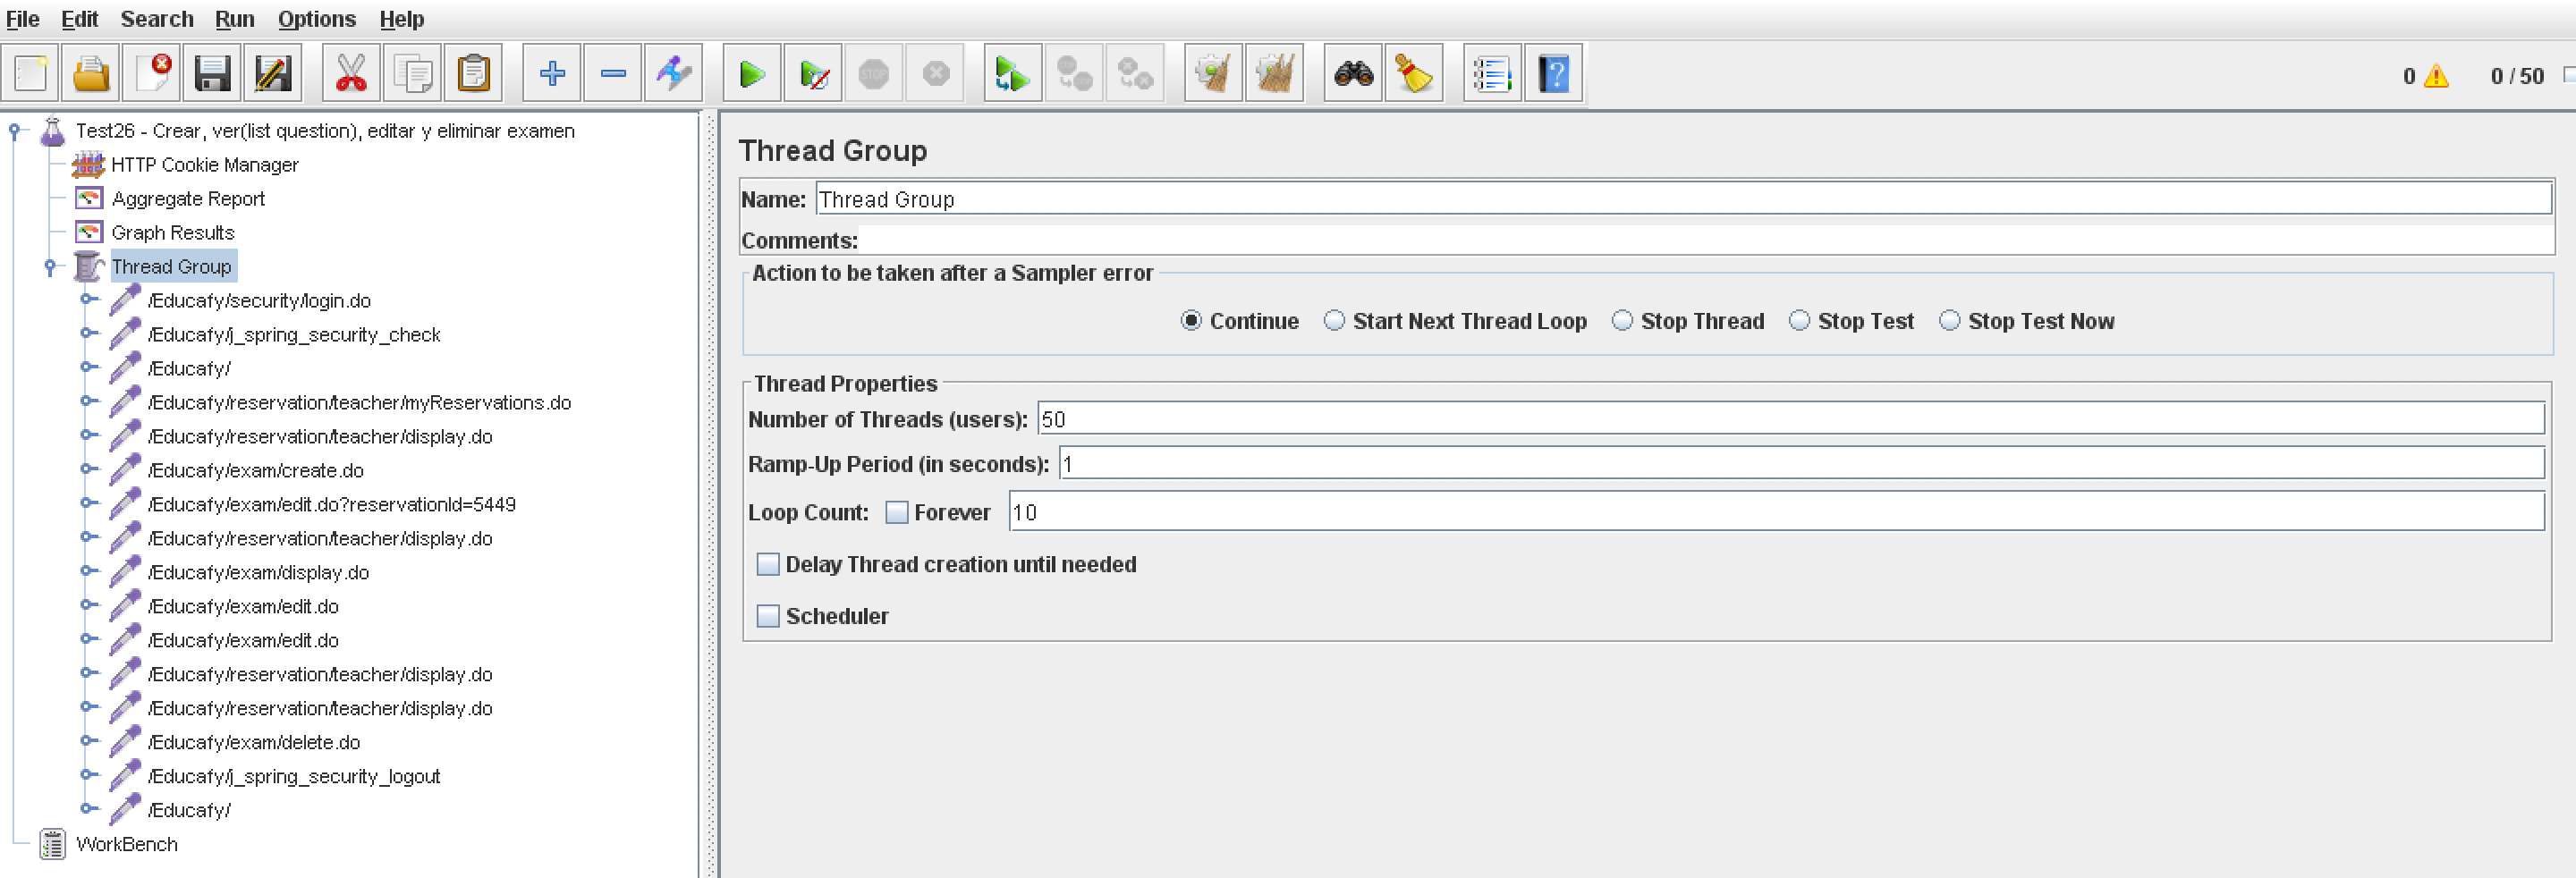 File Edit Search Run Options Help
STOP
0 0 / 50
Test26 - Crear, ver(list question), editar y eliminar examen
HTTP Cookie Manager
Aggregate Report
Graph Results
Thread Group
/Educafy/security/login.do
/Educafy/j_spring_security_check
/Educafy/
/Educafy/reservation/teacher/myReservations.do
/Educafy/reservation/teacher/display.do
/Educafy/exam/create.do
/Educafy/exam/edit.do?reservationId=5449
/Educafy/reservation/teacher/display.do
/Educafy/exam/display.do
/Educafy/exam/edit.do
/Educafy/exam/edit.do
/Educafy/reservation/teacher/display.do
/Educafy/reservation/teacher/display.do
/Educafy/exam/delete.do
/Educafy/j_spring_security_logout
/Educafy/
WorkBench
Thread Group
Name: Thread Group
Comments:
Action to be taken after a Sampler error
Continue Start Next Thread Loop Stop Thread Stop Test Stop Test Now
Thread Properties
Number of Threads (users): 50
Ramp-Up Period (in seconds): 1
Loop Count: Forever 10
Delay Thread creation until needed
Scheduler